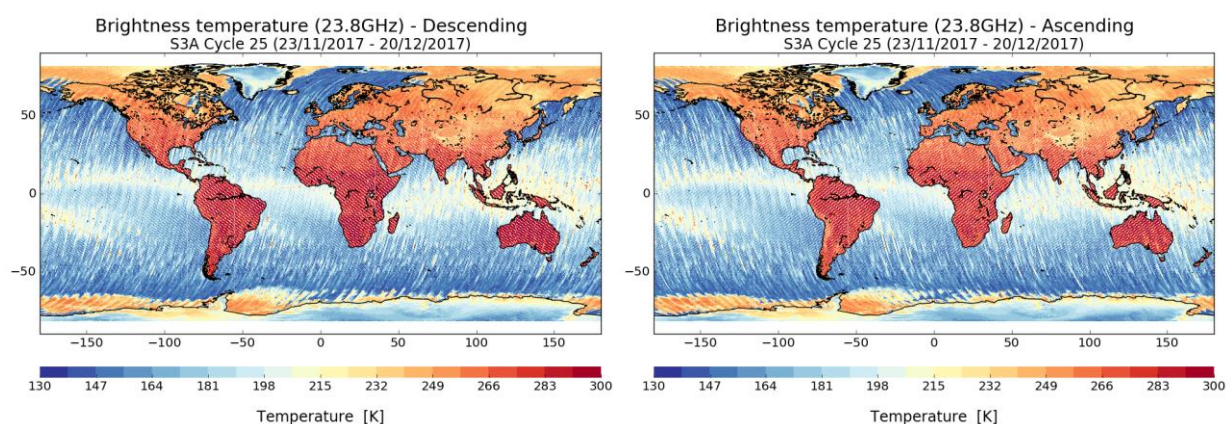 Brightness temperature (23.8GHz) - Descending
S3A Cycle 25 (23/11/2017 - 20/12/2017)
50
0
−50
−150 −100 −50 0 50 100 150
130 147 164 181 198 215 232 249 266 283 300
Temperature [K]
Brightness temperature (23.8GHz) - Ascending
S3A Cycle 25 (23/11/2017 - 20/12/2017)
50
0
−50
−150 −100 −50 0 50 100 150
130 147 164 181 198 215 232 249 266 283 300
Temperature [K]